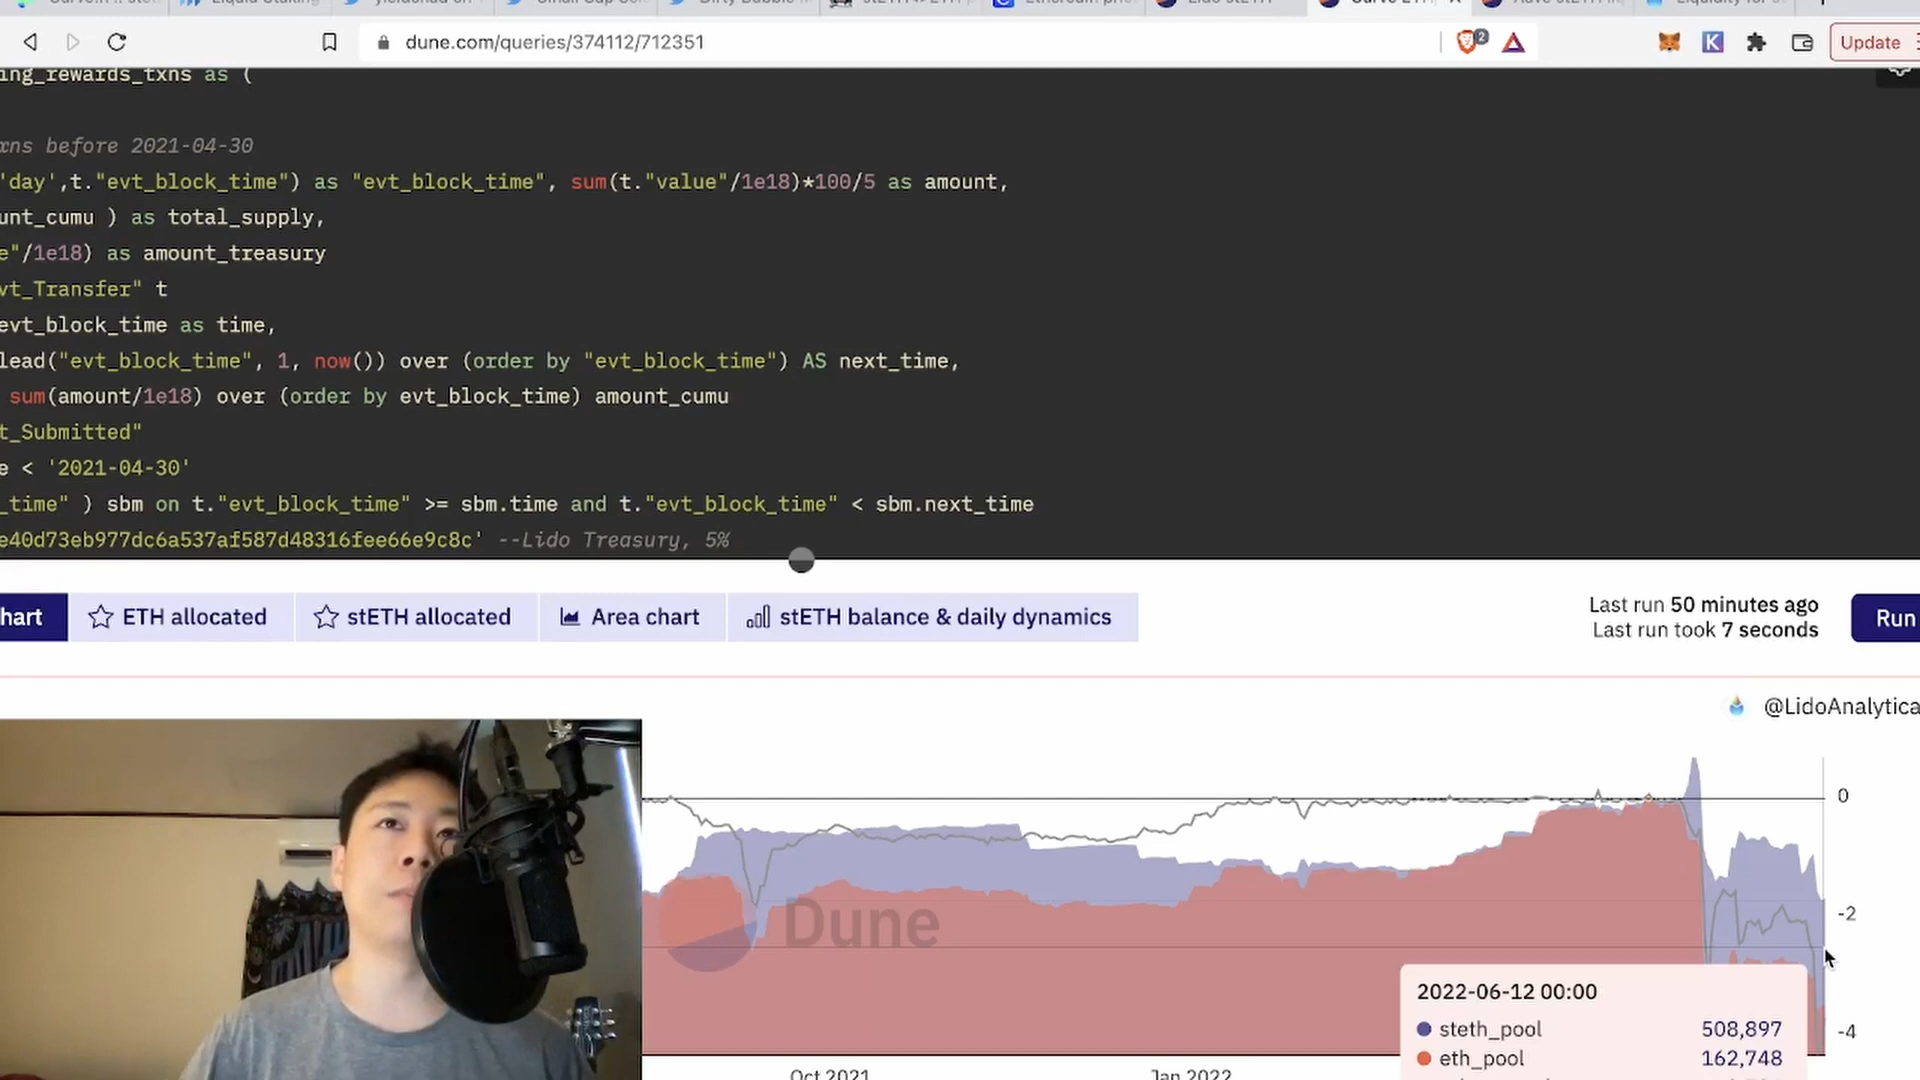 dune.com/queries/374112/712351
2
Update
ing_rewards_txns as (
xns before 2021-04-30
'day',t."evt_block_time") as "evt_block_time", sum(t."value"/1e18)*100/5 as amount,
unt_cumu ) as total_supply,
e"/1e18) as amount_treasury
vt_Transfer" t
evt_block_time as time,
lead("evt_block_time", 1, now()) over (order by "evt_block_time") AS next_time,
sum(amount/1e18) over (order by evt_block_time) amount_cumu
t_Submitted"
e < '2021-04-30'
_time" ) sbm on t."evt_block_time" >= sbm.time and t."evt_block_time" < sbm.next_time
e40d73eb977dc6a537af587d48316fee66e9c8c' --Lido Treasury, 5%
hart
ETH allocated
stETH allocated
Area chart
stETH balance & daily dynamics
Last run 50 minutes ago
Last run took 7 seconds
Run
@LidoAnalytica
0
-2
-4
Dune
2022-06-12 00:00
steth_pool 508,897
eth_pool 162,748
Oct 2021
Jan 2022